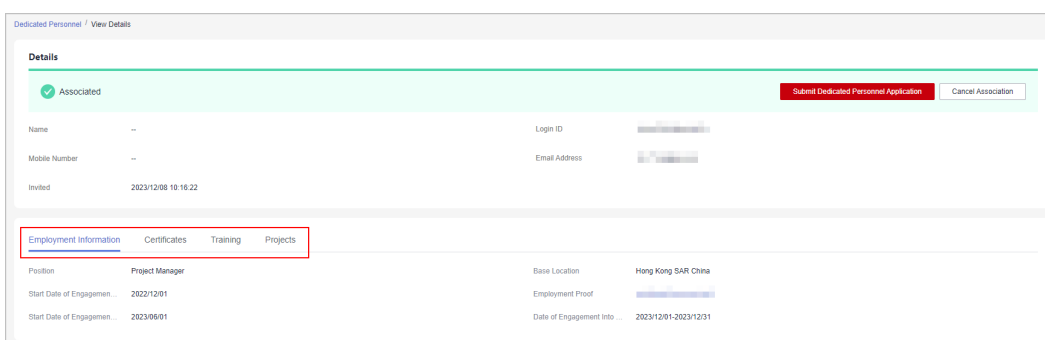 Dedicated Personnel / View Details
Details
Associated
Submit Dedicated Personnel Application
Cancel Association
Name -- Login ID
Mobile Number -- Email Address
Invited 2023/12/08 10:16:22
Employment Information Certificates Training Projects
Position Project Manager Base Location Hong Kong SAR China
Start Date of Engagemen... 2022/12/01 Employment Proof
Start Date of Engagemen... 2023/06/01 Date of Engagement Into ... 2023/12/01-2023/12/31